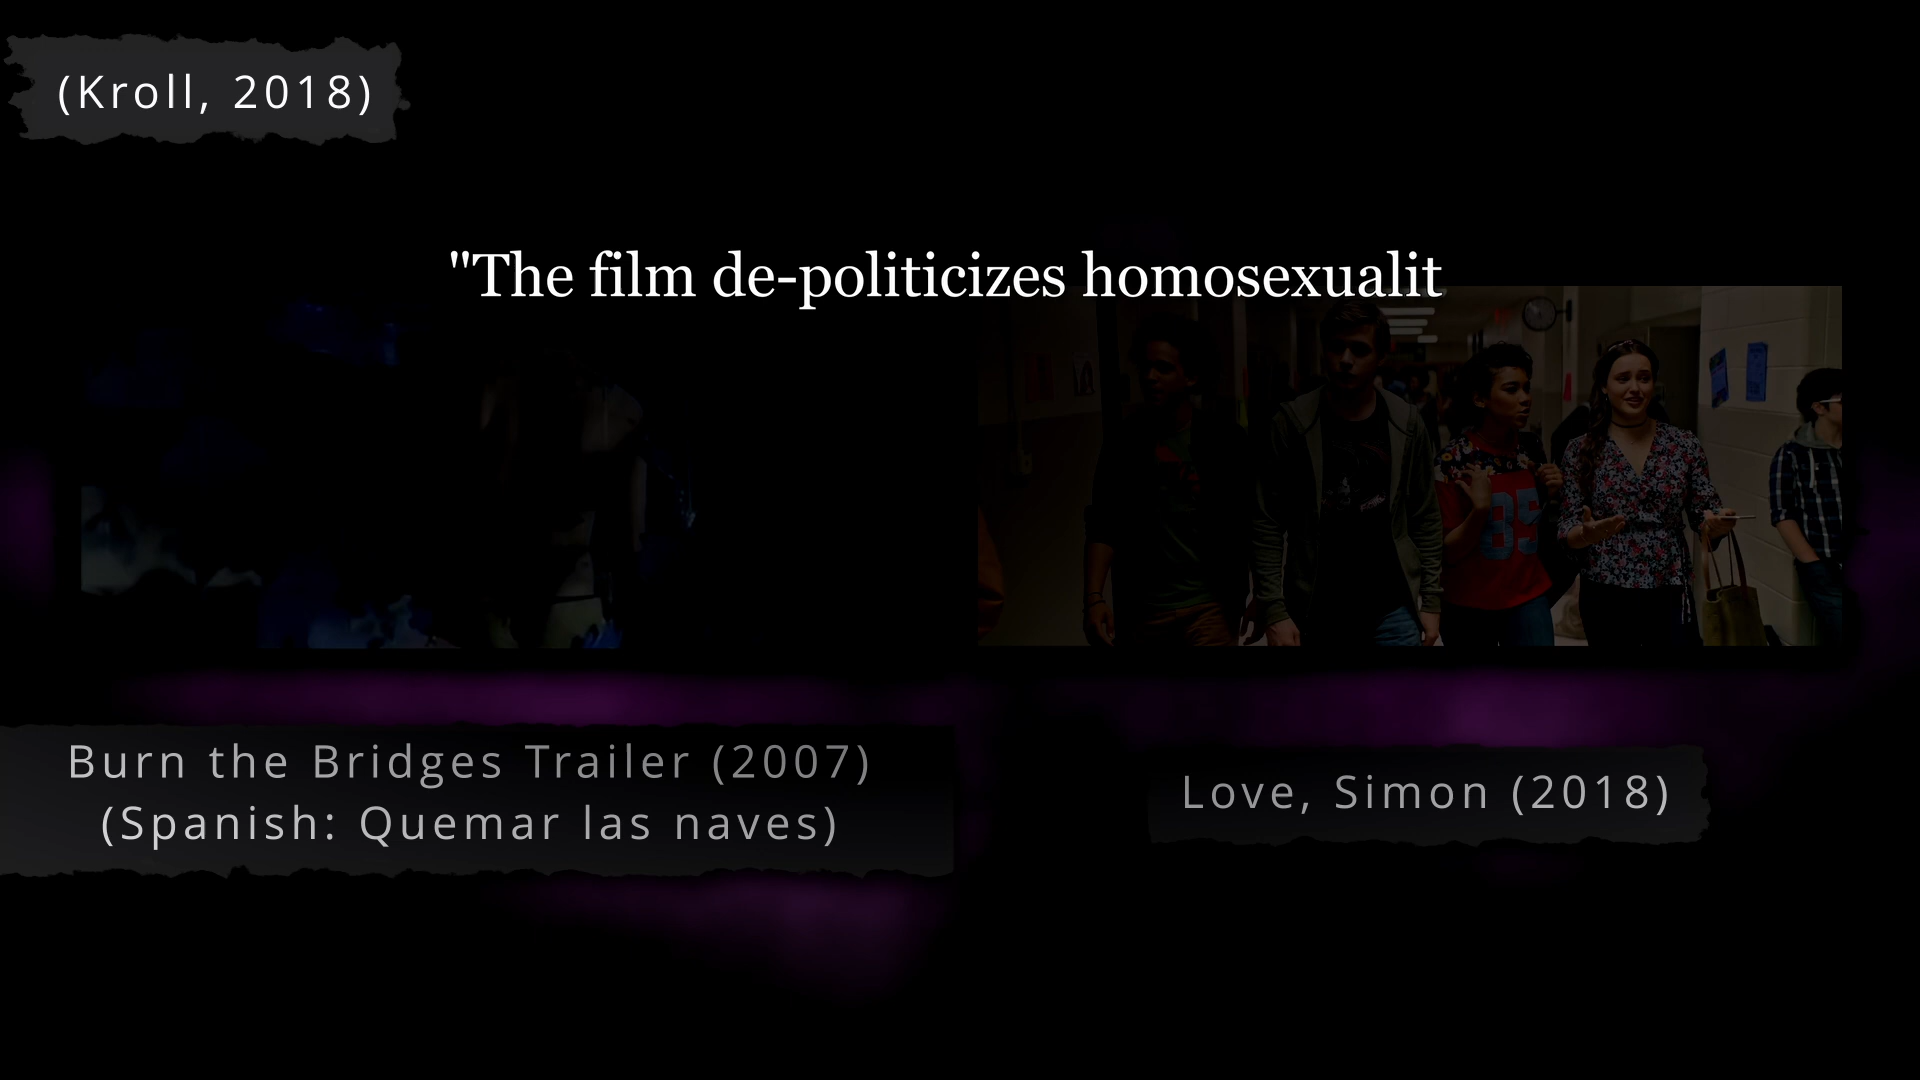 (Kroll, 2018)
"The film de-politicizes homosexualit
85
Burn the Bridges Trailer (2007)
(Spanish: Quemar las naves)
Love, Simon (2018)